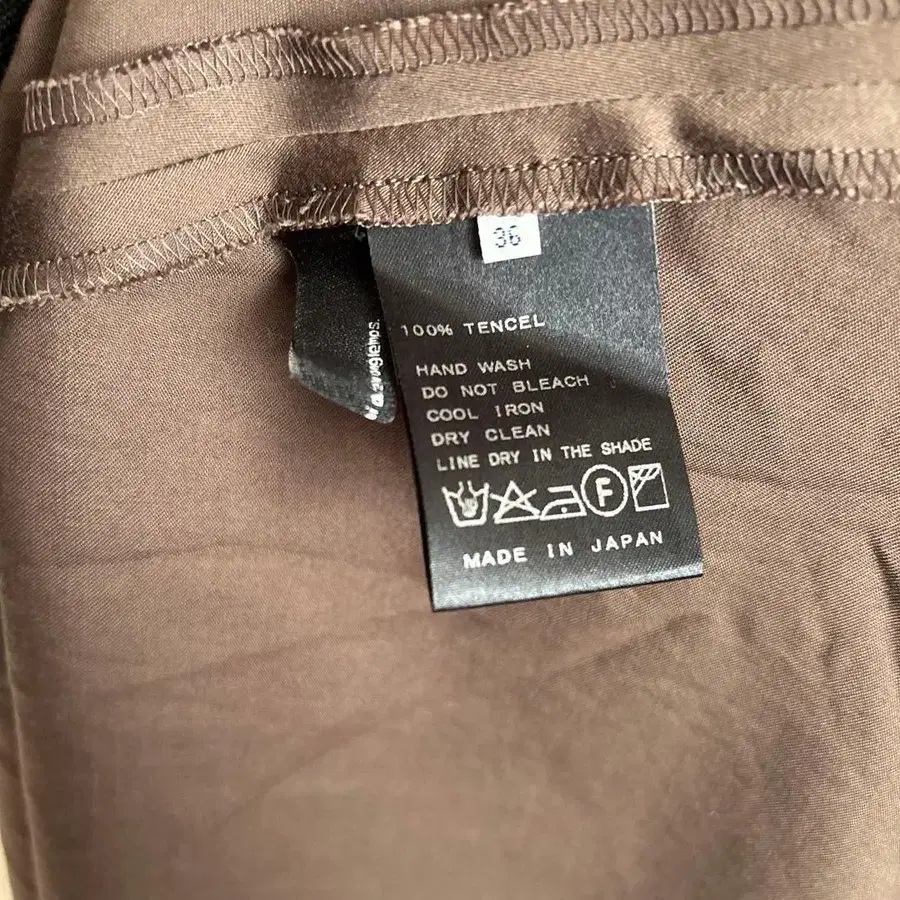 36
100% TENCEL
HAND WASH
DO NOT BLEACH
COOL IRON
DRY CLEAN
LINE DRY IN THE SHADE
F
MADE IN JAPAN